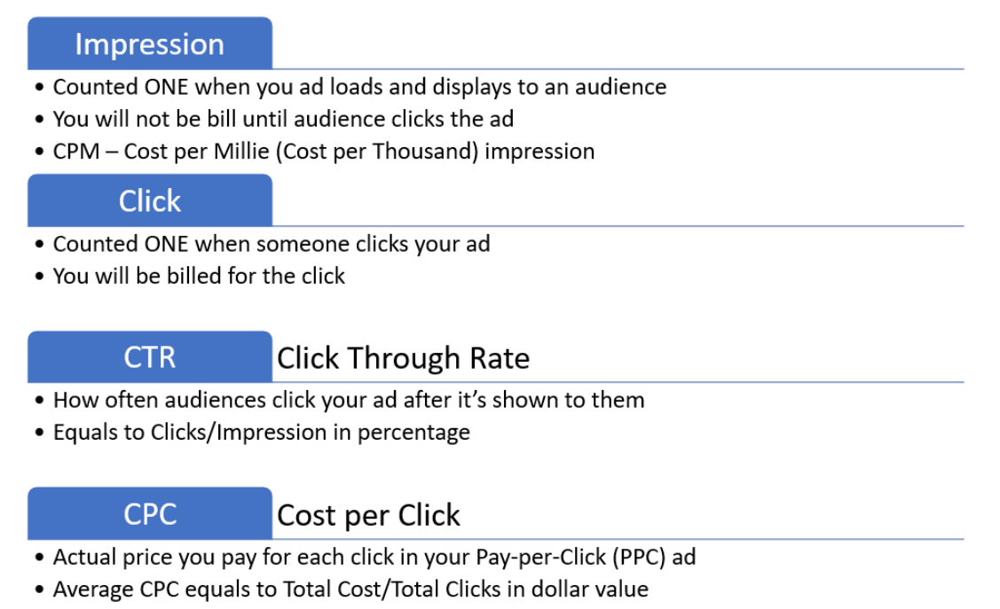 Impression
• Counted ONE when you ad loads and displays to an audience
• You will not be bill until audience clicks the ad
• CPM – Cost per Millie (Cost per Thousand) impression
Click
• Counted ONE when someone clicks your ad
• You will be billed for the click
CTR Click Through Rate
• How often audiences click your ad after it’s shown to them
• Equals to Clicks/Impression in percentage
CPC Cost per Click
• Actual price you pay for each click in your Pay-per-Click (PPC) ad
• Average CPC equals to Total Cost/Total Clicks in dollar value